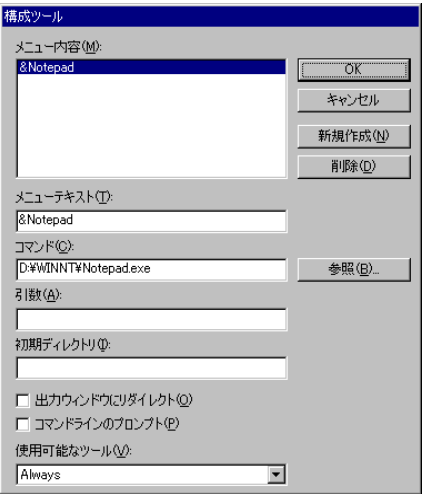 構成ツール
メニュー内容(M):
&Notepad
OK
キャンセル
新規作成(N)
削除(D)
メニューテキスト(T):
&Notepad
コマンド(C):
D:¥WINNT¥Notepad.exe
参照(B)...
引数(A):
初期ディレクトリ(I):
出力ウィンドウにリダイレクト(O)
コマンドラインのプロンプト(P)
使用可能なツール(V):
Always